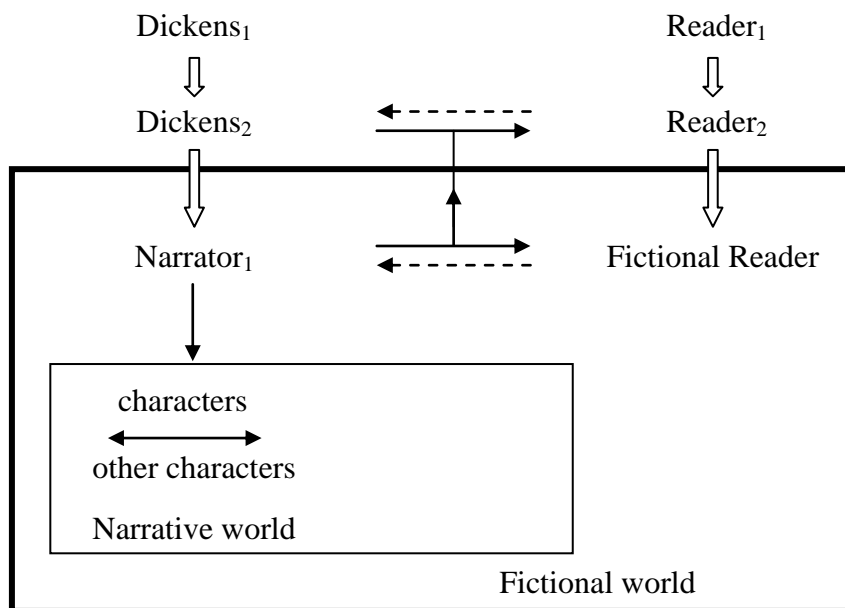 Dickens₁ Reader₁
Dickens₂ Reader₂
Narrator₁ Fictional Reader
characters
other characters
Narrative world
Fictional world